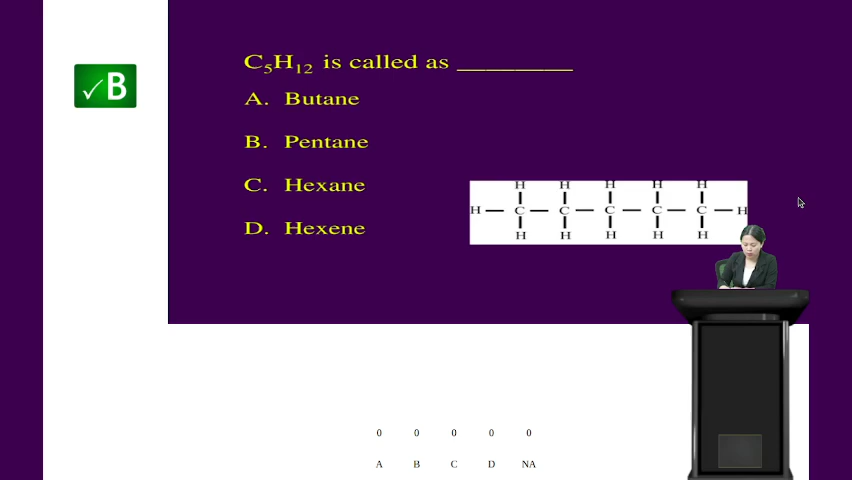 ✓B
C₅H₁₂ is called as ________
A. Butane
B. Pentane
C. Hexane
D. Hexene
H H H H H
H — C — C — C — C — C — H
H H H H H
0 0 0 0 0
A B C D NA